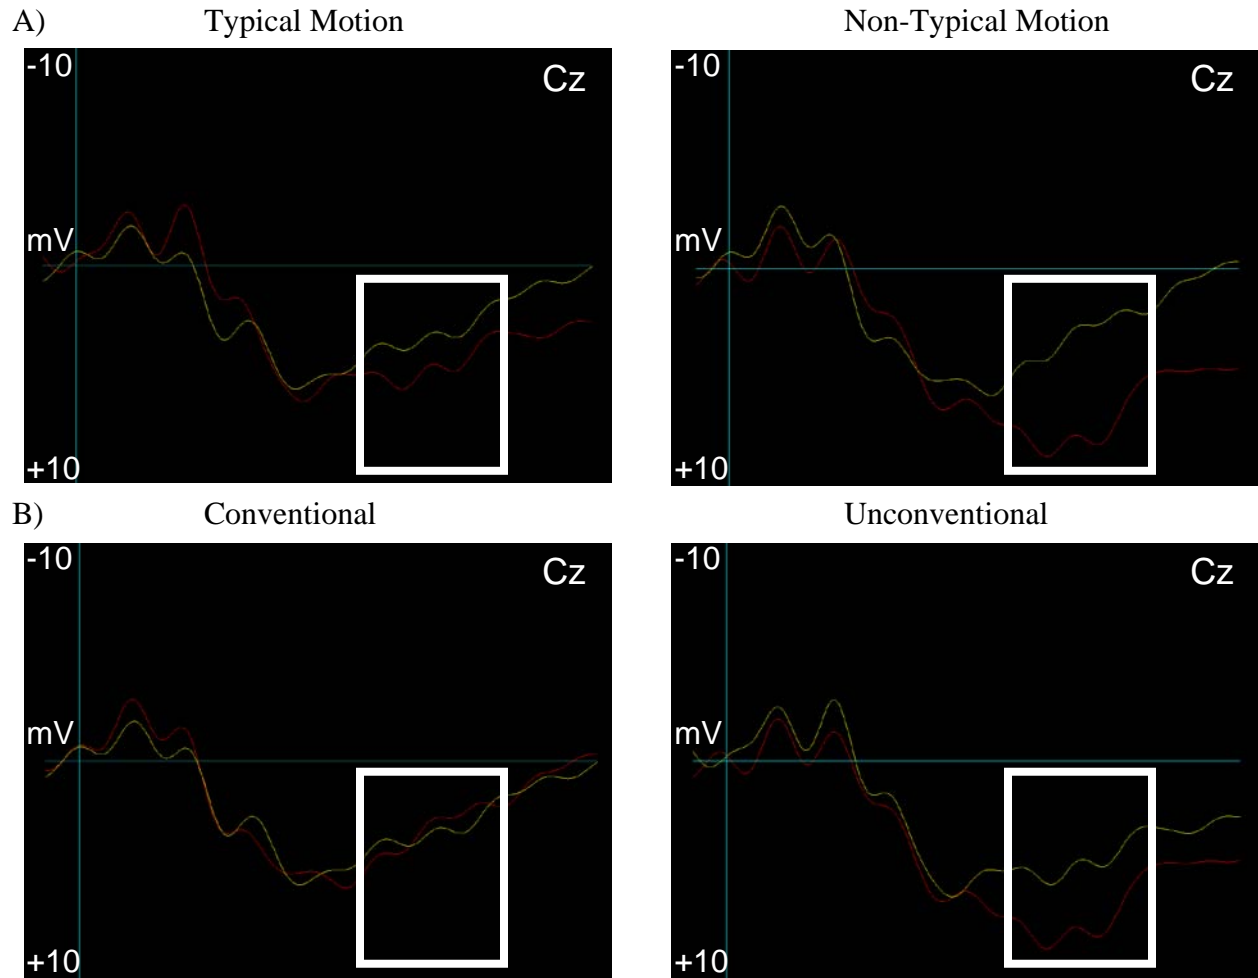 A) Typical Motion Non-Typical Motion
-10 Cz -10 Cz
mV mV
+10 +10
B) Conventional Unconventional
-10 Cz -10 Cz
mV mV
+10 +10